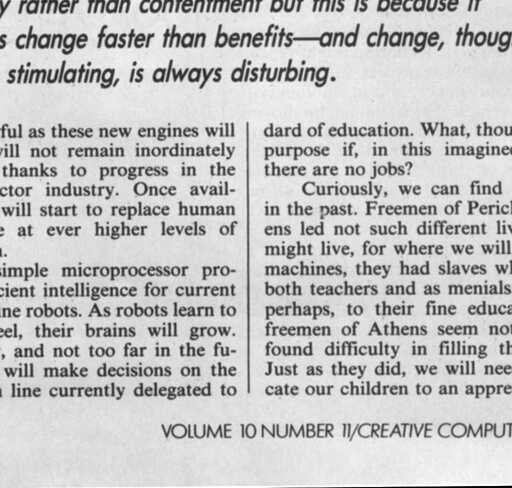 rather than contentment but this is because it
change faster than benefits—and change, thoug
stimulating, is always disturbing.
ful as these new engines will
will not remain inordinately
thanks to progress in the
ctor industry. Once avail-
will start to replace human
e at ever higher levels of
simple microprocessor pro-
cient intelligence for current
ine robots. As robots learn to
eel, their brains will grow.
, and not too far in the fu-
will make decisions on the
line currently delegated to
dard of education. What, thou
purpose if, in this imagine
there are no jobs?
Curiously, we can find
in the past. Freemen of Pericl
ens led not such different liv
might live, for where we will
machines, they had slaves wh
both teachers and as menials
perhaps, to their fine educa
freemen of Athens seem not
found difficulty in filling th
Just as they did, we will nee
cate our children to an appre
VOLUME 10 NUMBER 11/CREATIVE COMPUT